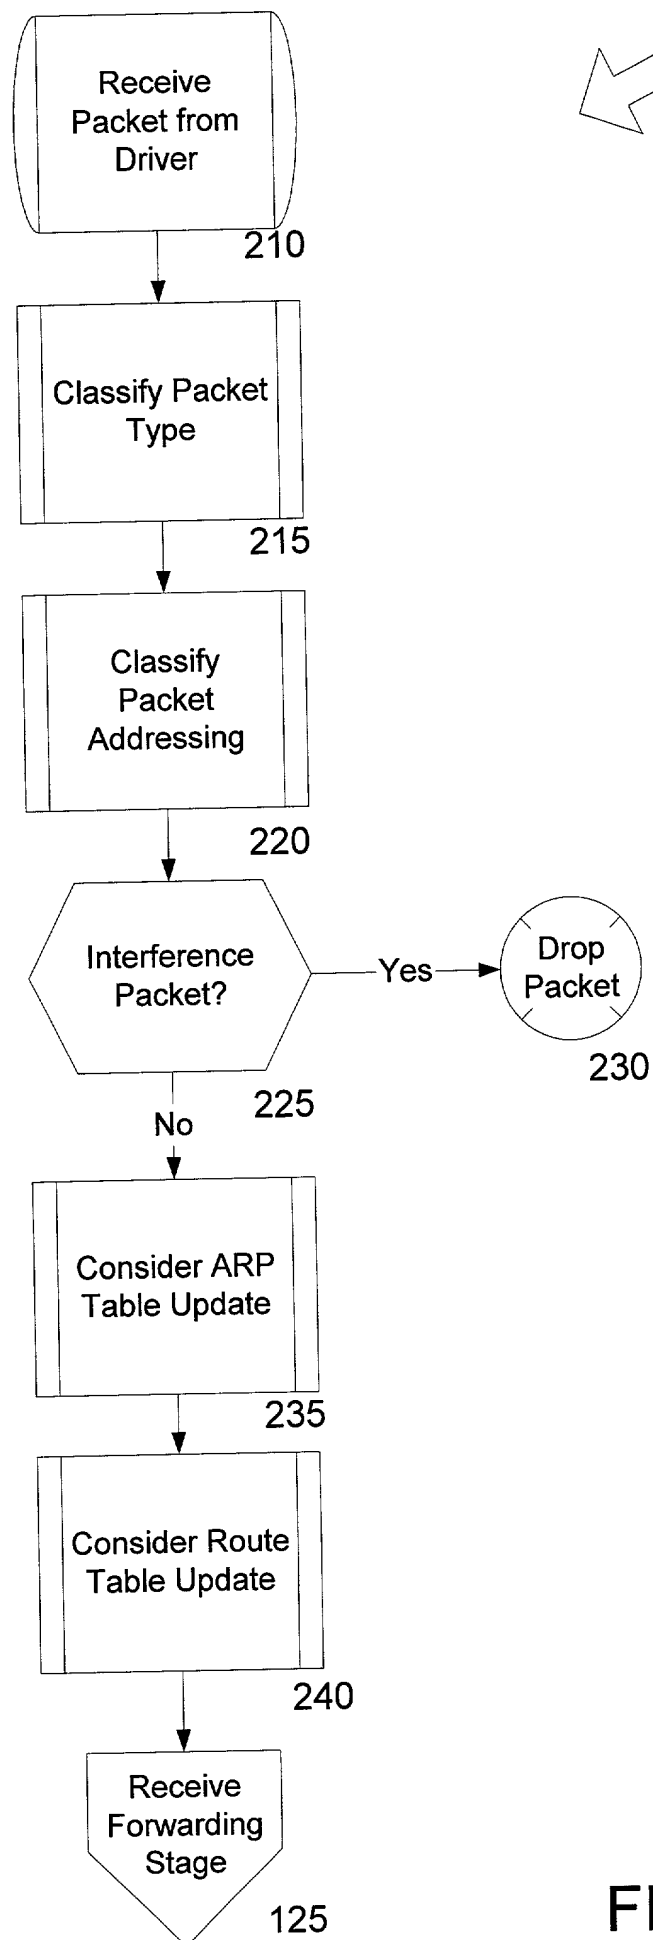 Receive
Packet from
Driver
210
Classify Packet
Type
215
Classify
Packet
Addressing
220
Interference
Packet?
Yes
Drop
Packet
230
225
No
Consider ARP
Table Update
235
Consider Route
Table Update
240
Receive
Forwarding
Stage
125